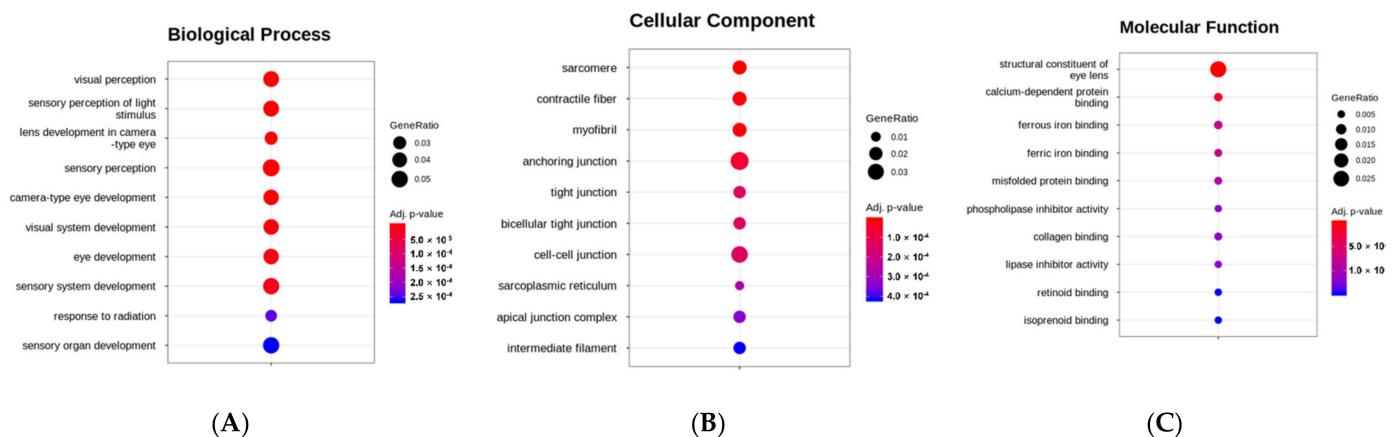 Biological Process
visual perception
sensory perception of light
stimulus
lens development in camera
-type eye
sensory perception
camera-type eye development
visual system development
eye development
sensory system development
response to radiation
sensory organ development
GeneRatio
0.03
0.04
0.05
Adj. p-value
5.0 × 10⁵
1.0 × 10⁻⁴
1.5 × 10⁻⁴
2.0 × 10⁻⁴
2.5 × 10⁻⁴
(A)
Cellular Component
sarcomere
contractile fiber
myofibril
anchoring junction
tight junction
bicellular tight junction
cell-cell junction
sarcoplasmic reticulum
apical junction complex
intermediate filament
GeneRatio
0.01
0.02
0.03
Adj. p-value
1.0 × 10⁻⁴
2.0 × 10⁻⁴
3.0 × 10⁻⁴
4.0 × 10⁻⁴
(B)
Molecular Function
structural constituent of
eye lens
calcium-dependent protein
binding
ferrous iron binding
ferric iron binding
misfolded protein binding
phospholipase inhibitor activity
collagen binding
lipase inhibitor activity
retinoid binding
isoprenoid binding
GeneRatio
0.005
0.010
0.015
0.020
0.025
Adj. p-value
5.0 × 10⁻
1.0 × 10⁻
(C)